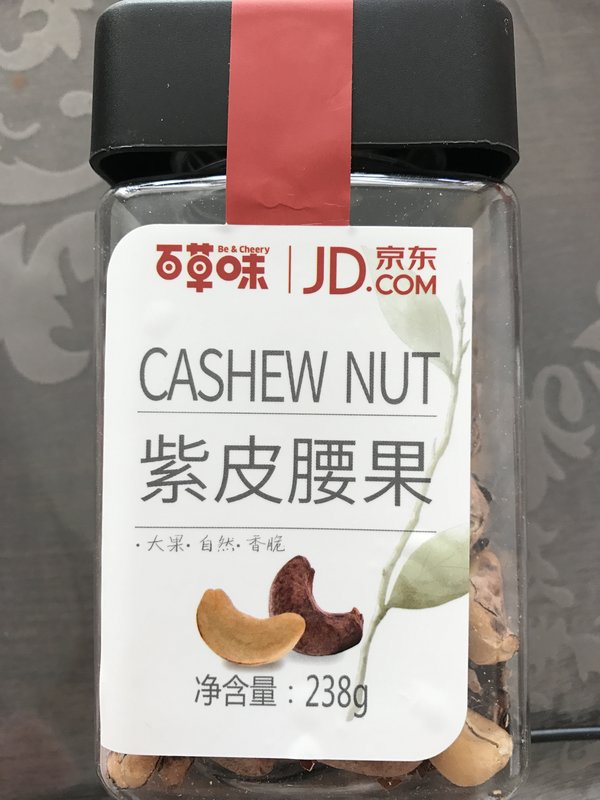 百草味 Be & Cheery | JD.COM 京东
CASHEW NUT
紫皮腰果
·大果·自然·香脆
净含量：238g